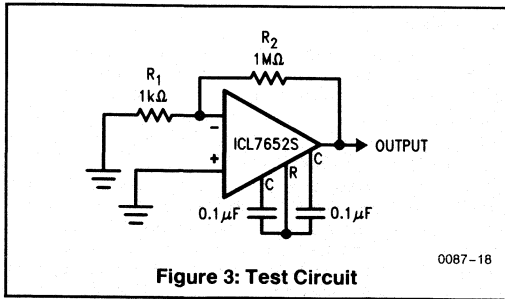 R2
1MΩ
R1
1kΩ
-
ICL7652S
+
C
R
C
OUTPUT
0.1μF
0.1μF
0087-18
Figure 3: Test Circuit